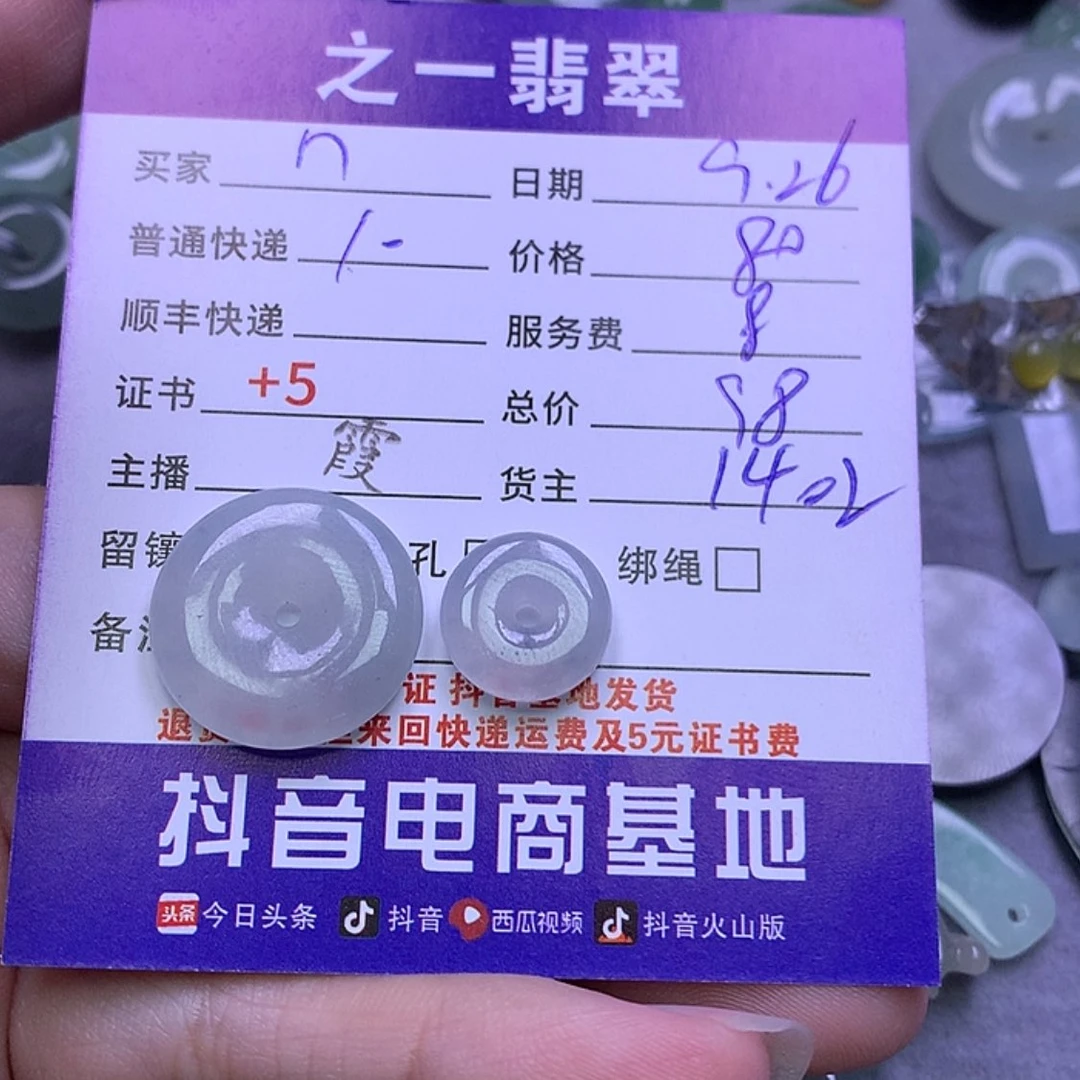 之一翡翠
买家 n 日期 9.26
普通快递 1- 价格 80
顺丰快递 服务费 8
证书 +5 总价 98
主播 霞 货主 1402
留镶 孔 绑绳
备注
证 抖音基地发货
退 来回快递运费及5元证书费
抖音电商基地
头条 今日头条 抖音 西瓜视频 抖音火山版